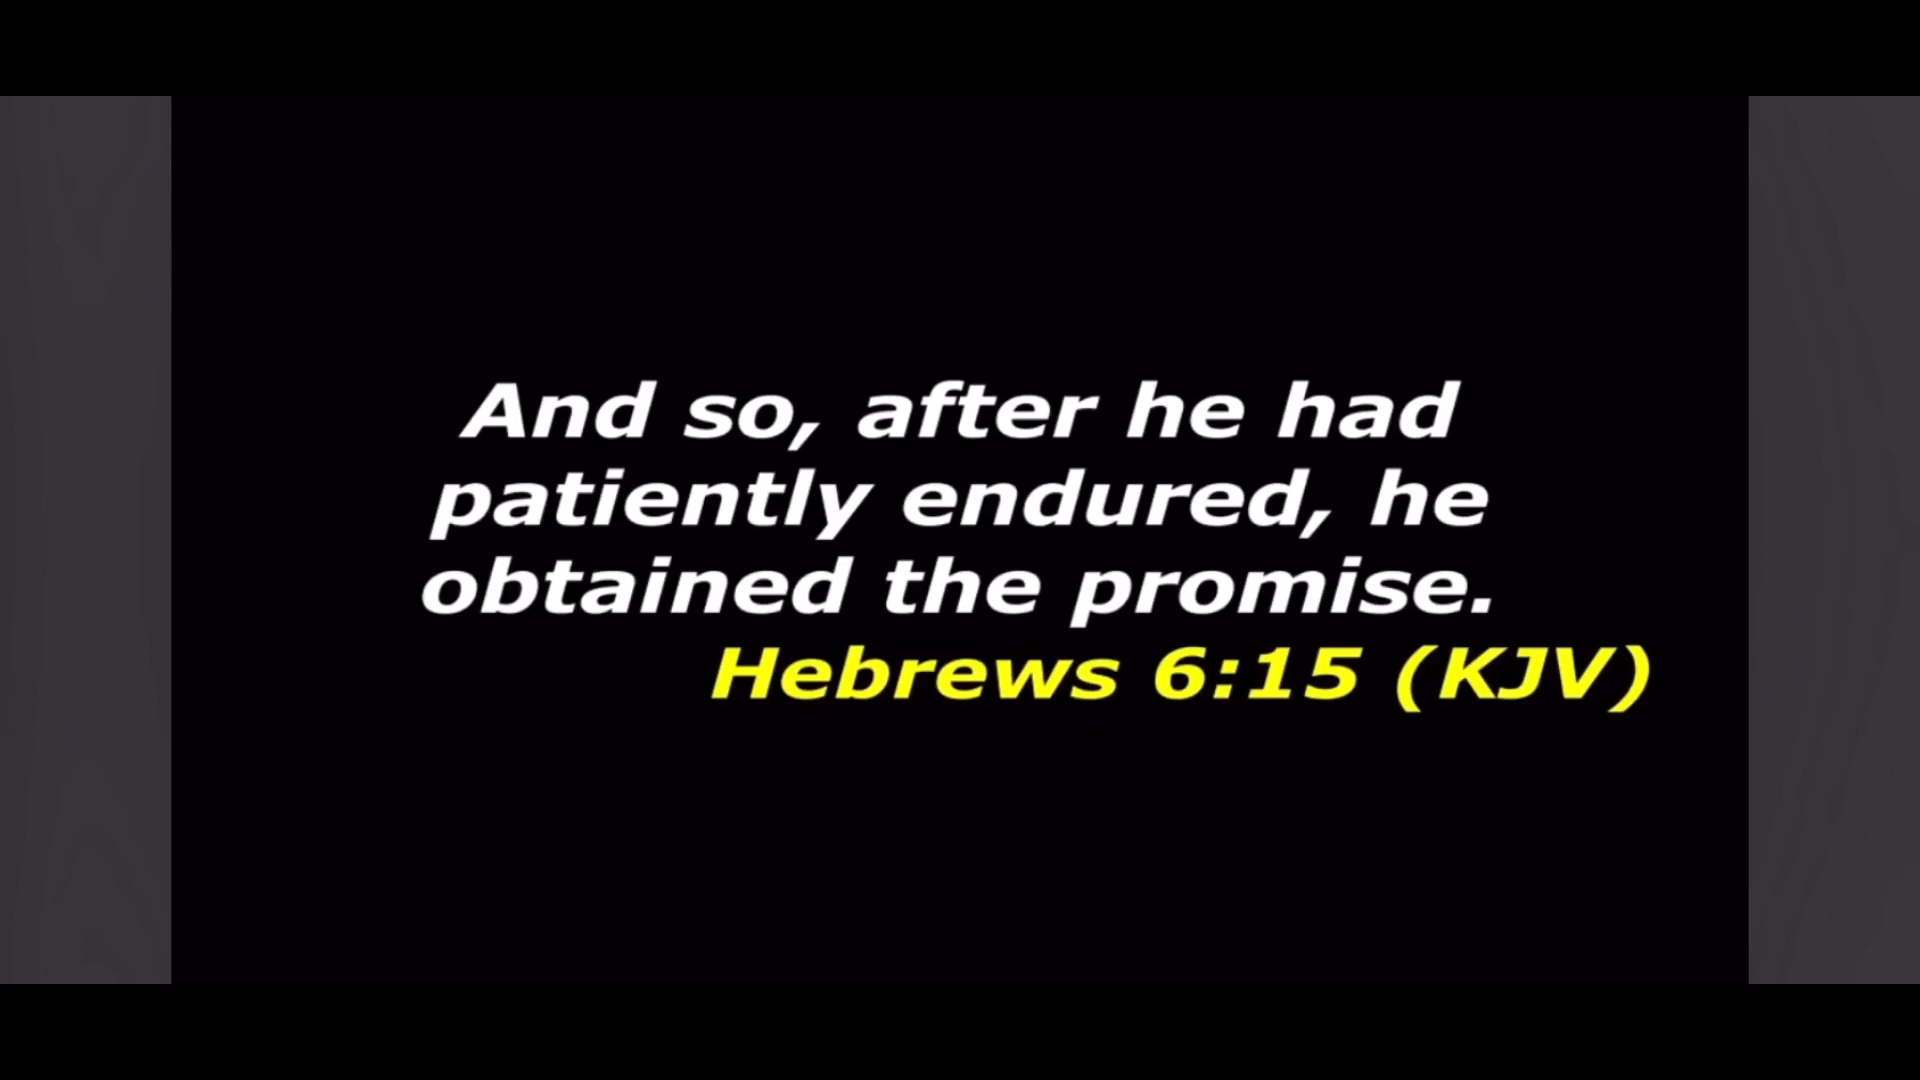 And so, after he had
patiently endured, he
obtained the promise.
Hebrews 6:15 (KJV)